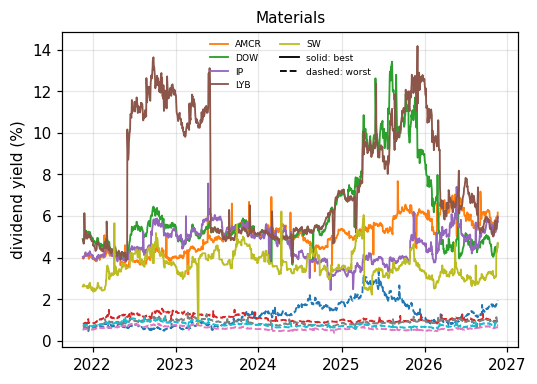 Materials
dividend yield (%)
14
12
10
8
6
4
2
0
AMCR
DOW
IP
LYB
SW
solid: best
dashed: worst
2022 2023 2024 2025 2026 2027